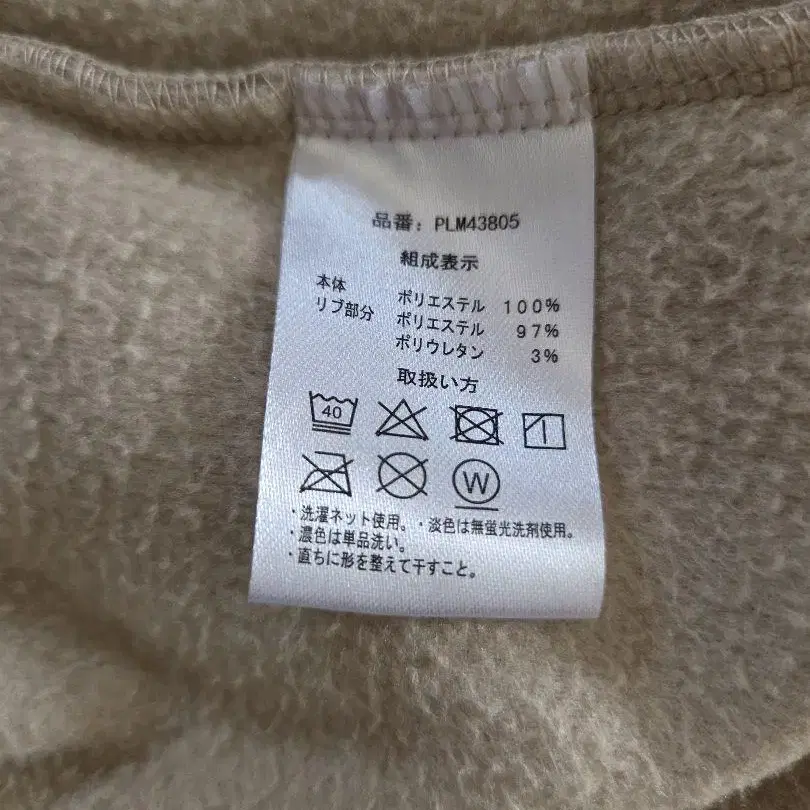 品番: PLM43805
組成表示
本体 ポリエステル 100%
リブ部分 ポリエステル 97%
ポリウレタン 3%
取扱い方
40
W
・洗濯ネット使用。・淡色は無蛍光洗剤使用。
・濃色は単品洗い。
・直ちに形を整えて干すこと。